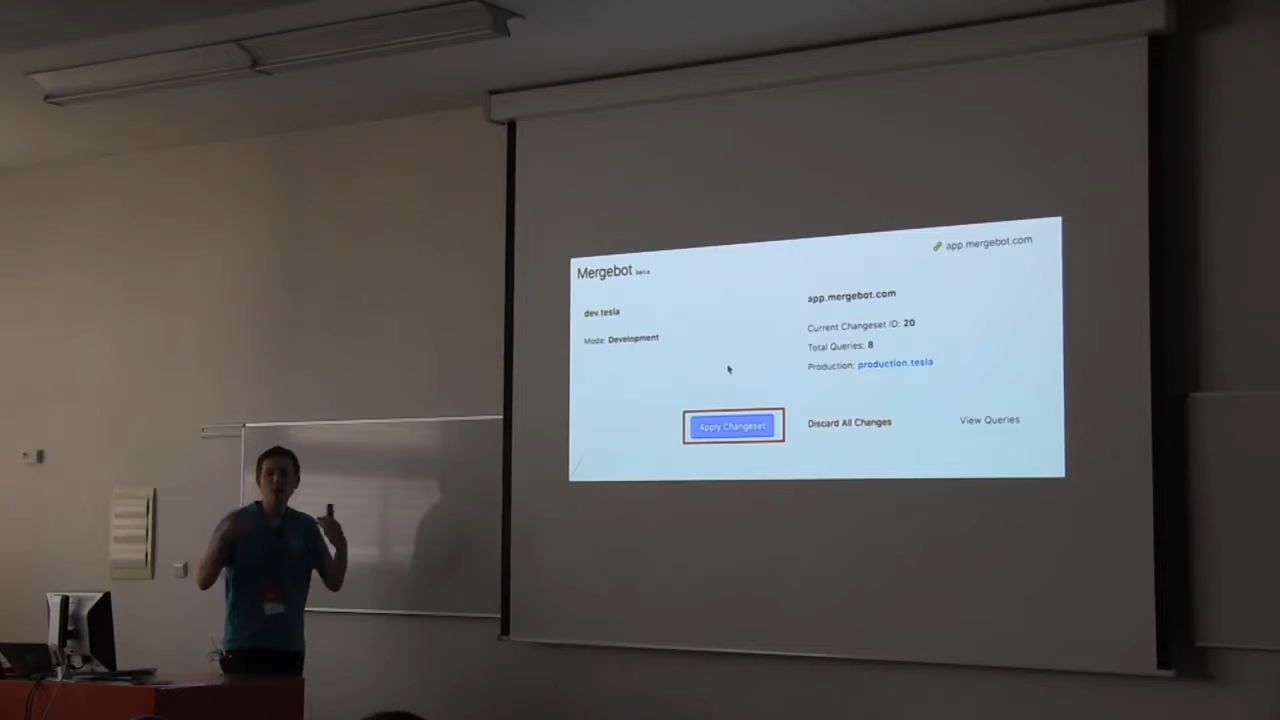 app.mergebot.com
Mergebot beta
dev.tesla
Mode: Development
app.mergebot.com
Current Changeset ID: 20
Total Queries: 8
Production: production.tesla
Apply Changeset
Discard All Changes
View Queries